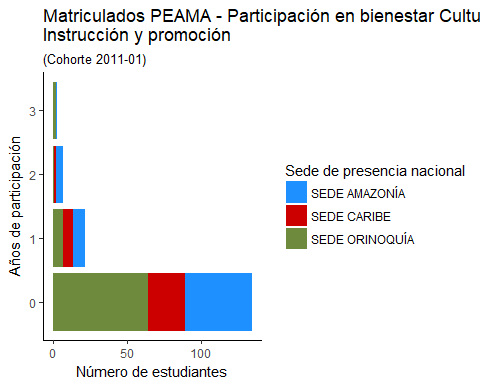 Matriculados PEAMA - Participación en bienestar Cultu
Instrucción y promoción
(Cohorte 2011-01)
Años de participación
3
2
1
0
0 50 100
Número de estudiantes
Sede de presencia nacional
SEDE AMAZONÍA
SEDE CARIBE
SEDE ORINOQUÍA